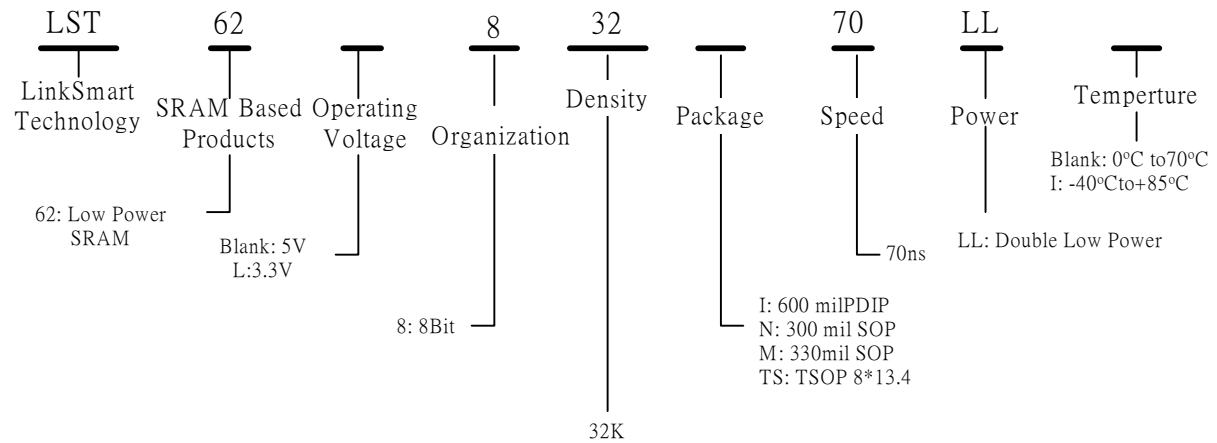 LST 62 8 32 70 LL
LinkSmart
Technology
SRAM Based
Products
Operating
Voltage
Organization
Density
Package
Speed
Power
Temperture
Blank: 0°C to70°C
I: -40°Cto+85°C
62: Low Power
SRAM
Blank: 5V
L:3.3V
LL: Double Low Power
70ns
8: 8Bit
I: 600 milPDIP
N: 300 mil SOP
M: 330mil SOP
TS: TSOP 8*13.4
32K